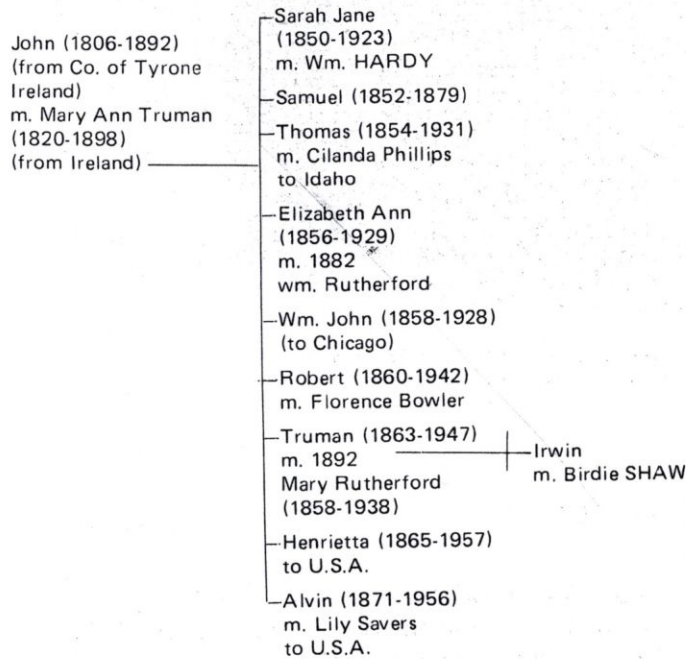 John (1806-1892)
(from Co. of Tyrone
Ireland)
m. Mary Ann Truman
(1820-1898)
(from Ireland)
Sarah Jane
(1850-1923)
m. Wm. HARDY
Samuel (1852-1879)
Thomas (1854-1931)
m. Cilanda Phillips
to Idaho
Elizabeth Ann
(1856-1929)
m. 1882
wm. Rutherford
Wm. John (1858-1928)
(to Chicago)
Robert (1860-1942)
m. Florence Bowler
Truman (1863-1947)
m. 1892
Mary Rutherford
(1858-1938)
Irwin
m. Birdie SHAW
Henrietta (1865-1957)
to U.S.A.
Alvin (1871-1956)
m. Lily Savers
to U.S.A.